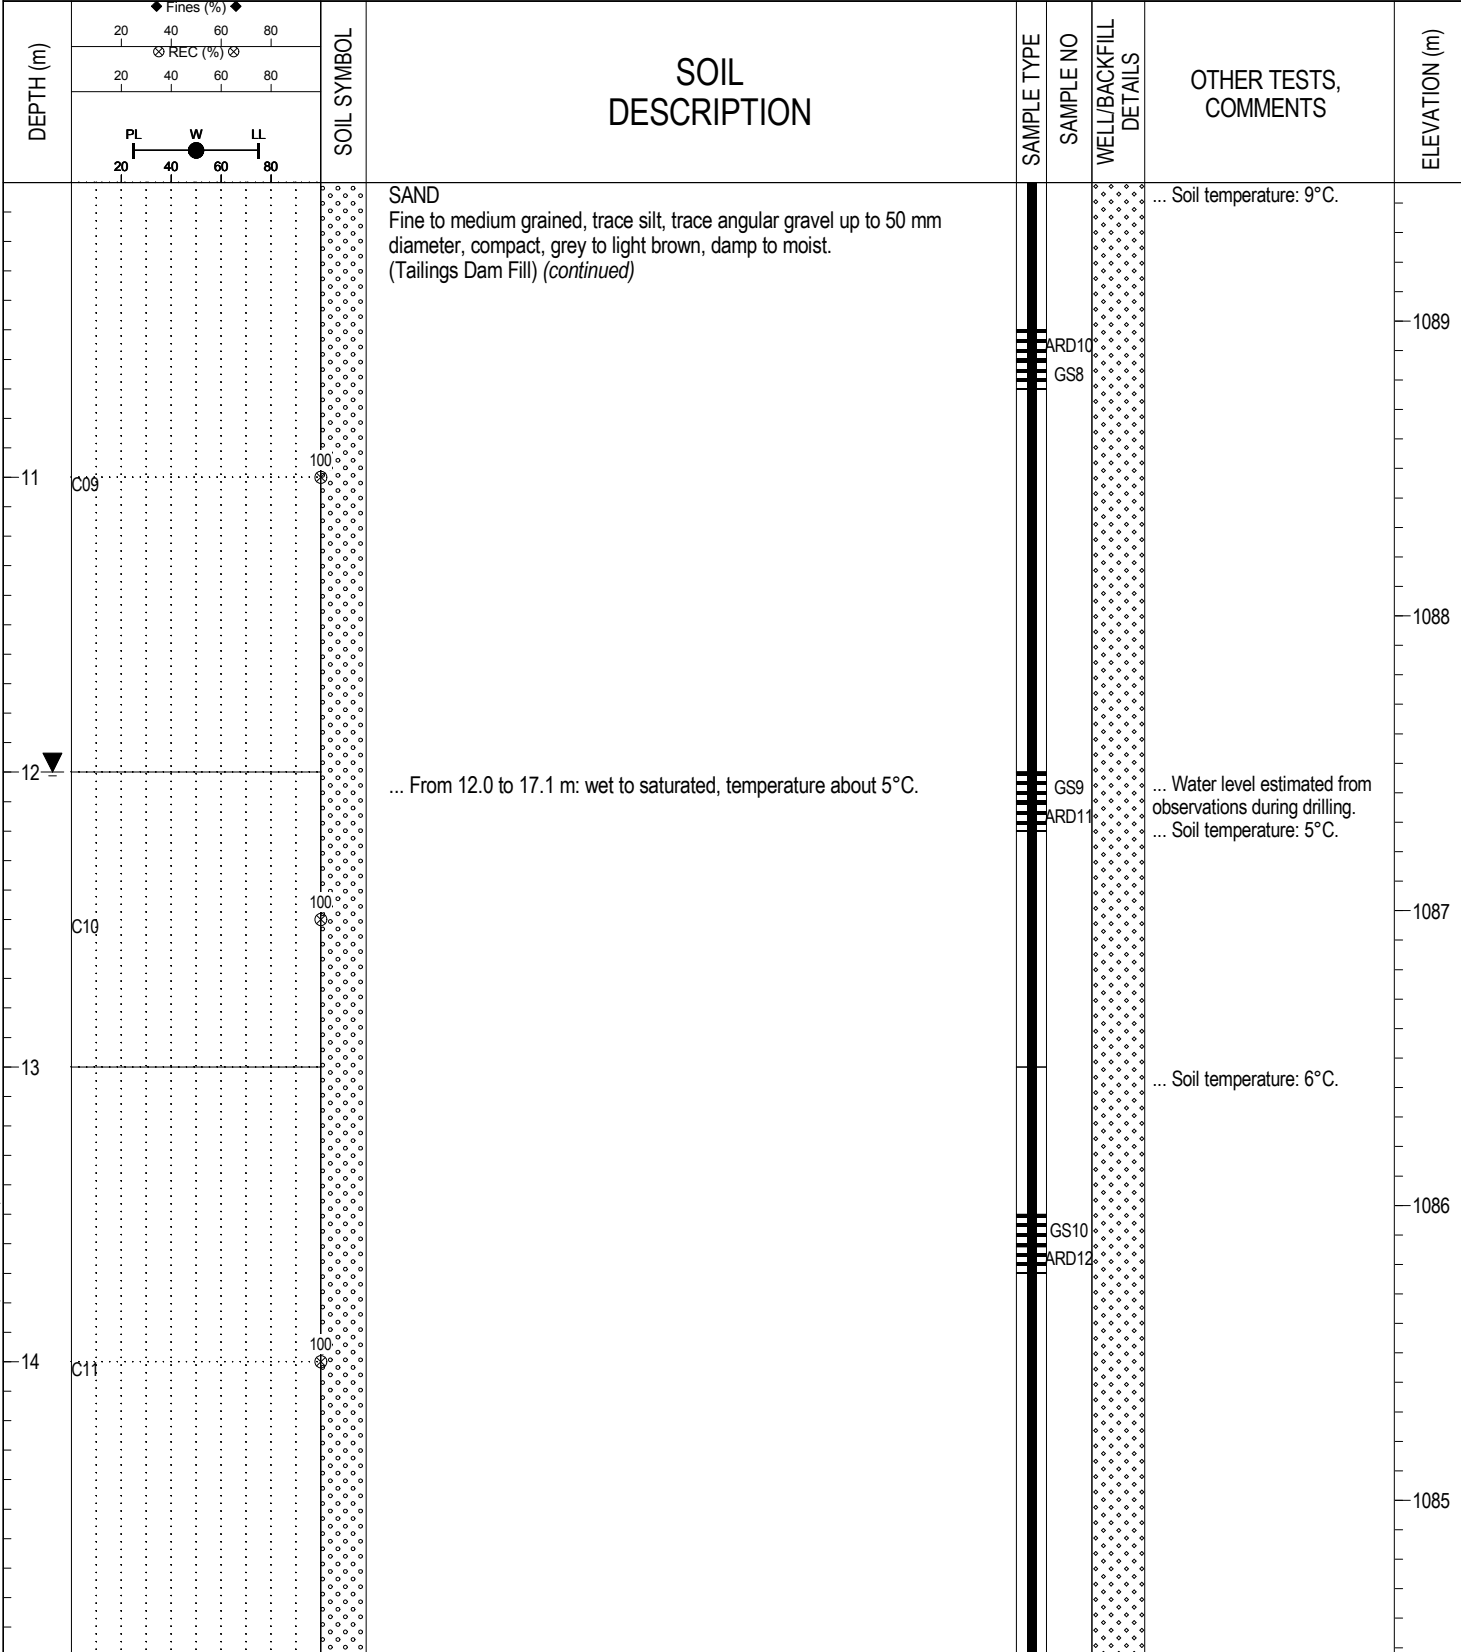 ◆ Fines (%) ◆
20 40 60 80
⊗ REC (%) ⊗
20 40 60 80
PL W LL
20 40 60 80
DEPTH (m)
SOIL SYMBOL
SOIL
DESCRIPTION
SAMPLE TYPE
SAMPLE NO
WELL/BACKFILL
DETAILS
OTHER TESTS,
COMMENTS
ELEVATION (m)
SAND
Fine to medium grained, trace silt, trace angular gravel up to 50 mm
diameter, compact, grey to light brown, damp to moist.
(Tailings Dam Fill) (continued)
... Soil temperature: 9°C.
1089
ARD10
GS8
100
11
C09
1088
12
... From 12.0 to 17.1 m: wet to saturated, temperature about 5°C.
GS9
ARD11
... Water level estimated from
observations during drilling.
... Soil temperature: 5°C.
100
C10
1087
13
... Soil temperature: 6°C.
1086
GS10
ARD12
100
14
C11
1085